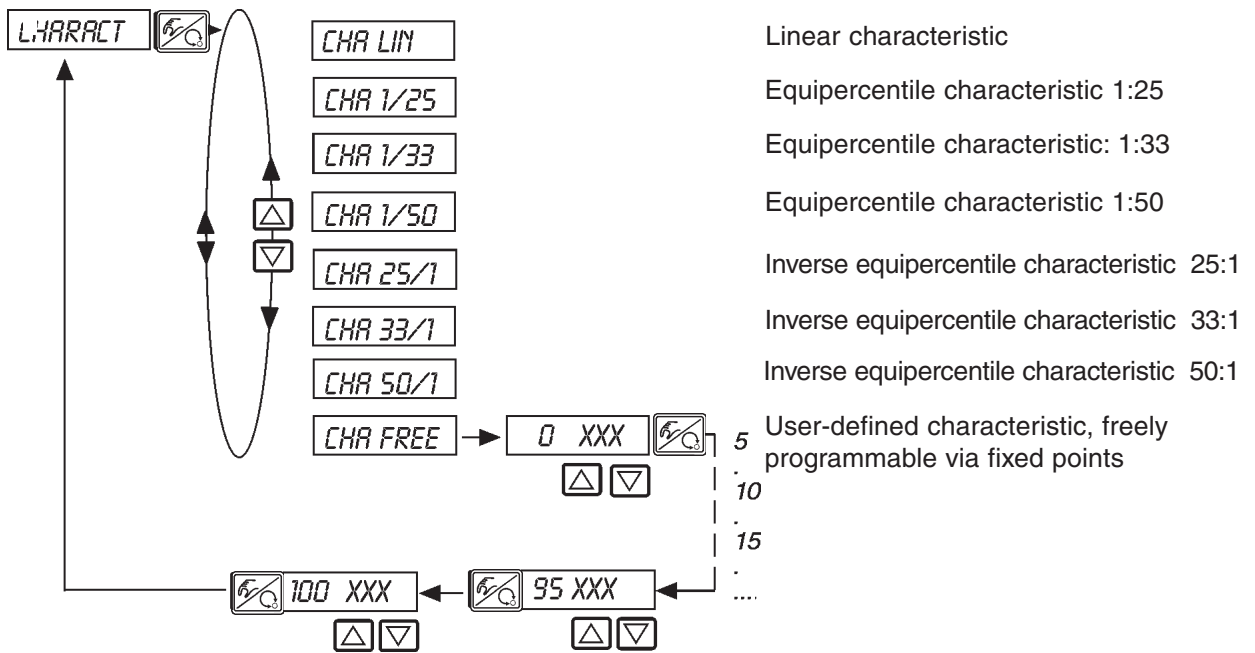 L.HARACT
CHA LIN Linear characteristic
CHA 1/25 Equipercentile characteristic 1:25
CHA 1/33 Equipercentile characteristic: 1:33
CHA 1/50 Equipercentile characteristic 1:50
CHA 25/1 Inverse equipercentile characteristic 25:1
CHA 33/1 Inverse equipercentile characteristic 33:1
CHA 50/1 Inverse equipercentile characteristic 50:1
CHA FREE 0 XXX User-defined characteristic, freely
programmable via fixed points
5
.
10
.
15
.
....
100 XXX 95 XXX